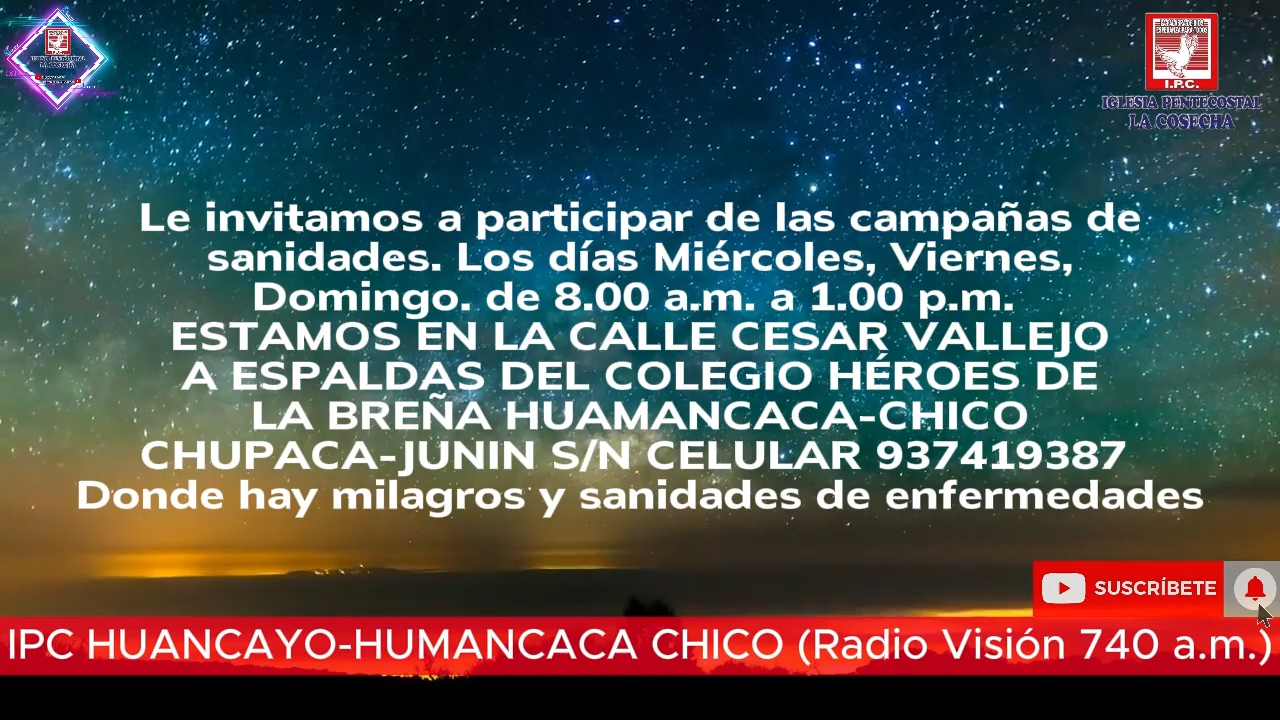 I.P.C.
IGLESIA PENTECOSTAL
LA COSECHA
Le invitamos a participar de las campañas de
sanidades. Los días Miércoles, Viernes,
Domingo. de 8.00 a.m. a 1.00 p.m.
ESTAMOS EN LA CALLE CESAR VALLEJO
A ESPALDAS DEL COLEGIO HÉROES DE
LA BREÑA HUAMANCACA-CHICO
CHUPACA-JUNIN S/N CELULAR 937419387
Donde hay milagros y sanidades de enfermedades
SUSCRÍBETE
IPC HUANCAYO-HUMANCACA CHICO (Radio Visión 740 a.m.)